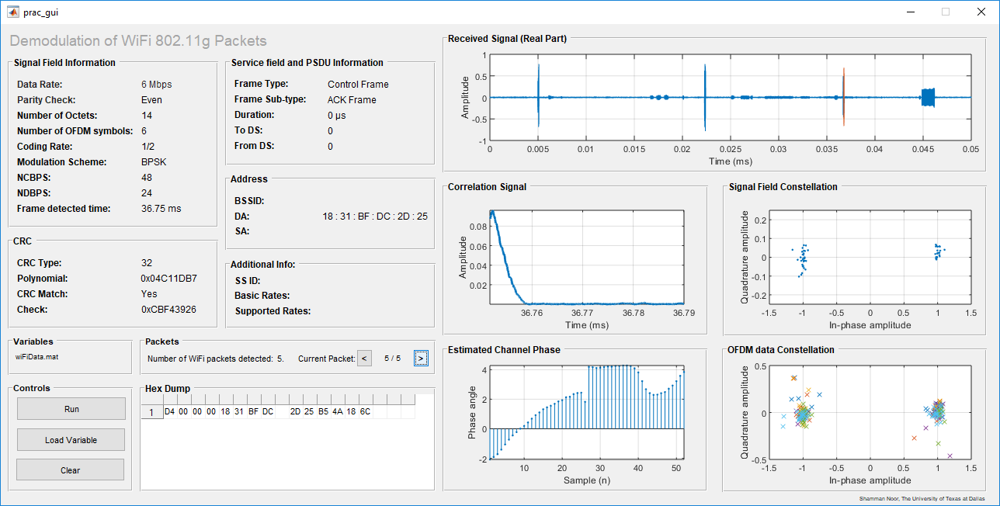 prac_gui
Demodulation of WiFi 802.11g Packets
Signal Field Information
Data Rate: 6 Mbps
Parity Check: Even
Number of Octets: 14
Number of OFDM symbols: 6
Coding Rate: 1/2
Modulation Scheme: BPSK
NCBPS: 48
NDBPS: 24
Frame detected time: 36.75 ms
CRC
CRC Type: 32
Polynomial: 0x04C11DB7
CRC Match: Yes
Check: 0xCBF43926
Service field and PSDU Information
Frame Type: Control Frame
Frame Sub-type: ACK Frame
Duration: 0 µs
To DS: 0
From DS: 0
Address
BSSID:
DA: 18 : 31 : BF : DC : 2D : 25
SA:
Additional Info:
SS ID:
Basic Rates:
Supported Rates:
Variables
wiFiData.mat
Packets
Number of WiFi packets detected: 5. Current Packet: < 5 / 5 >
Controls
Run
Load Variable
Clear
Hex Dump
1 D4 00 00 00 18 31 BF DC 2D 25 B5 4A 18 6C
Received Signal (Real Part)
Amplitude
1
0.5
0
-0.5
-1
0 0.005 0.01 0.015 0.02 0.025 0.03 0.035 0.04 0.045 0.05
Time (ms)
Correlation Signal
Amplitude
0.08
0.06
0.04
0.02
36.76 36.77 36.78 36.79
Time (ms)
Signal Field Constellation
Quadrature amplitude
0.2
0.1
0
-0.1
-0.2
-1.5 -1 -0.5 0 0.5 1 1.5
In-phase amplitude
Estimated Channel Phase
Phase angle
4
2
0
-2
10 20 30 40 50
Sample (n)
OFDM data Constellation
Quadrature amplitude
0.5
0
-0.5
-1.5 -1 -0.5 0 0.5 1 1.5
In-phase amplitude
Shamman Noor, The University of Texas at Dallas